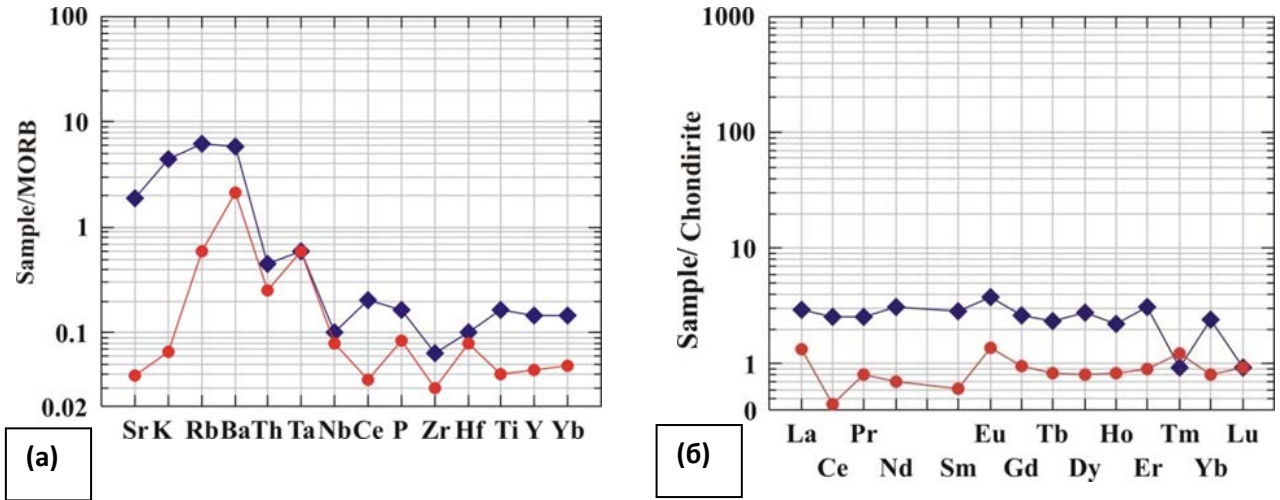 100
10
1
0.1
0.02
Sample/MORB
Sr K Rb Ba Th Ta Nb Ce P Zr Hf Ti Y Yb
(а)
1000
100
10
1
0
Sample/ Chondirite
La Pr Eu Tb Ho Tm Lu
Ce Nd Sm Gd Dy Er Yb
(б)